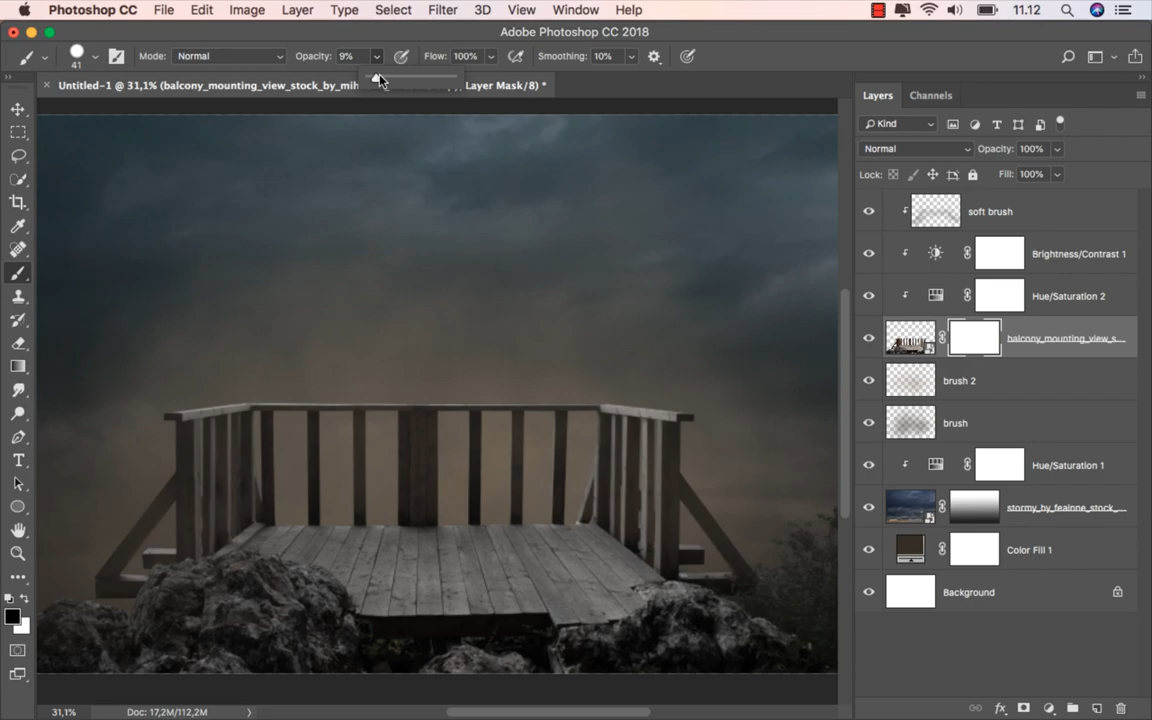 Photoshop CC File Edit Image Layer Type Select Filter 3D View Window Help 11.12
Adobe Photoshop CC 2018
41 Mode: Normal Opacity: 9% Flow: 100% Smoothing: 10%
Untitled-1 @ 31,1% (balcony_mounting_view_stock_by_mih Layer Mask/8) *
Layers Channels
Kind
Normal Opacity: 100%
Lock: Fill: 100%
soft brush
Brightness/Contrast 1
Hue/Saturation 2
balcony_mounting_view_s...
brush 2
brush
Hue/Saturation 1
stormy_by_feainne_stock_...
Color Fill 1
Background
31,1% Doc: 17,2M/112,2M